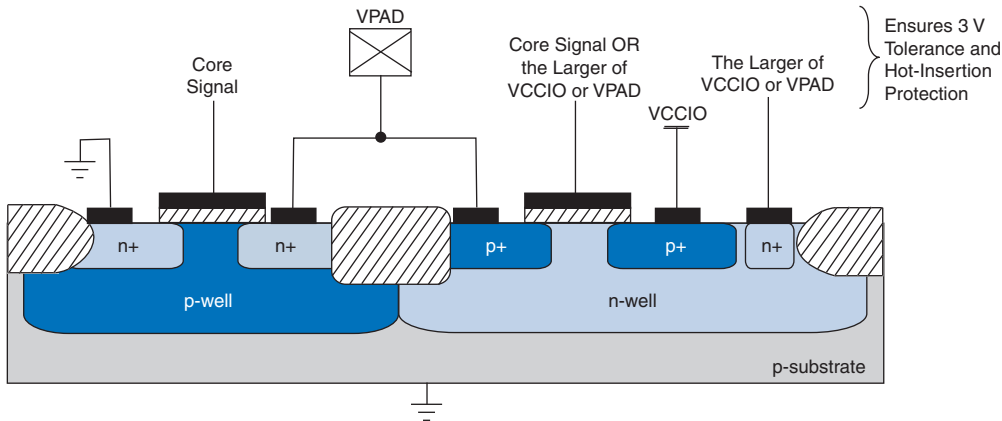 VPAD
Core
Signal
Core Signal OR
the Larger of
VCCIO or VPAD
VCCIO
The Larger of
VCCIO or VPAD
Ensures 3 V
Tolerance and
Hot-Insertion
Protection
n+
n+
p+
p+
n+
p-well
n-well
p-substrate